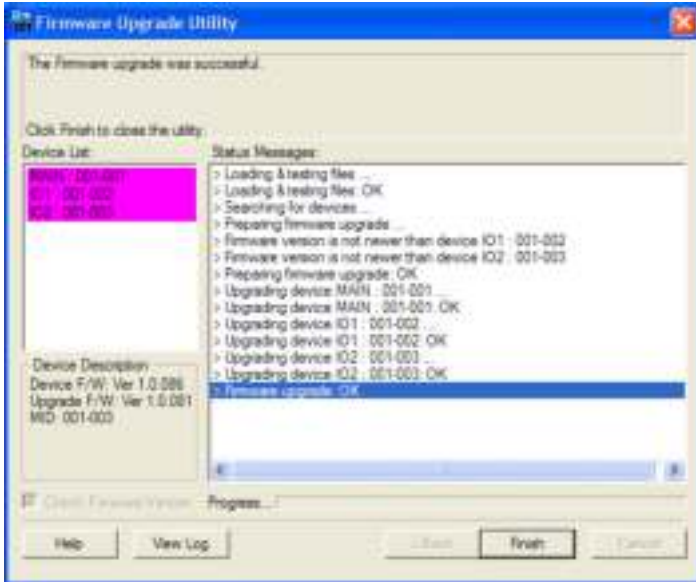 Firmware Upgrade Utility
The firmware upgrade was successful.
Click Finish to close the utility.
Device List:
MAIN : 001-001
IO1 : 001-002
IO2 : 001-003
Status Messages:
> Loading & testing files ...
> Loading & testing files: OK
> Searching for devices ...
> Preparing firmware upgrade ...
> Firmware version is not newer than device IO1 : 001-002
> Firmware version is not newer than device IO2 : 001-003
> Preparing firmware upgrade: OK
> Upgrading device MAIN : 001-001 ...
> Upgrading device MAIN : 001-001: OK
> Upgrading device IO1 : 001-002 ...
> Upgrading device IO1 : 001-002: OK
> Upgrading device IO2 : 001-003 ...
> Upgrading device IO2 : 001-003: OK
> Firmware upgrade: OK
Device Description
Device F/W: Ver 1.0.086
Upgrade F/W: Ver 1.0.081
MID: 001-003
Check Firmware Version
Progress...
Help
View Log
< Back
Finish
Cancel